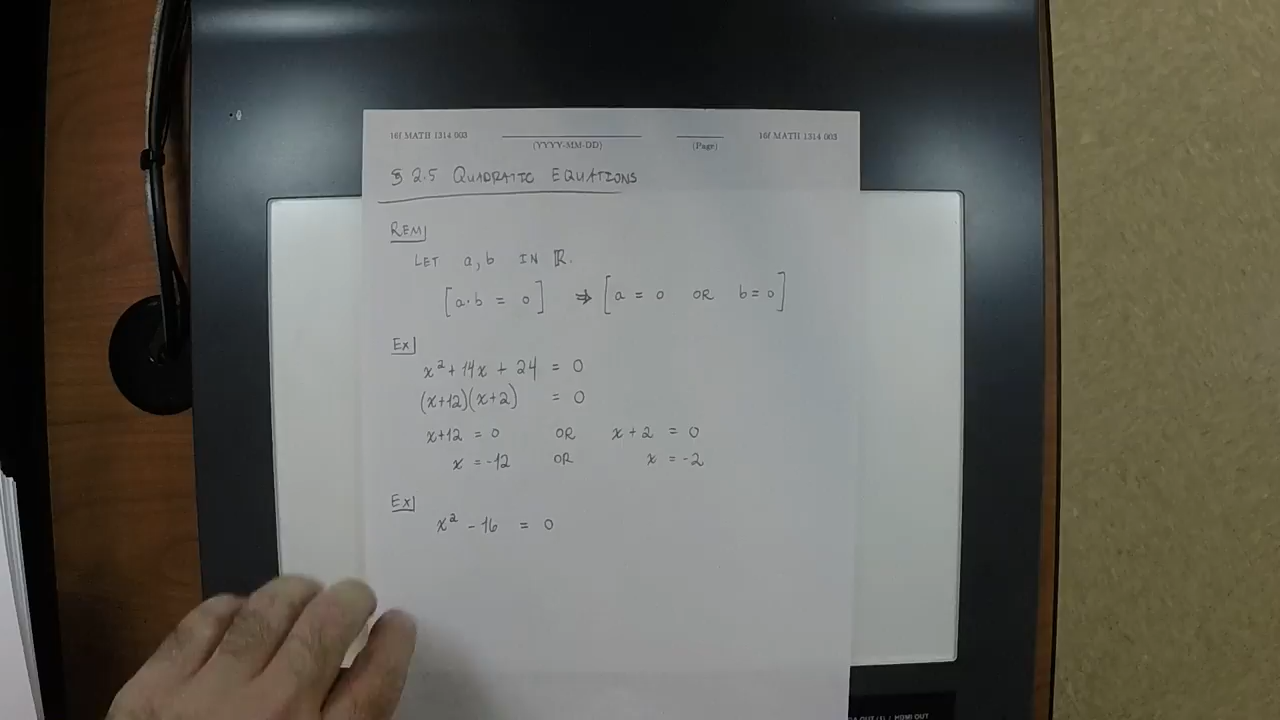 16f MATH 1314 003 (YYYY-MM-DD) (Page) 16f MATH 1314 003
§ 2.5 QUADRATIC EQUATIONS
REM
LET a, b IN ℝ.
[a·b = 0] ⇒ [a = 0 OR b = 0]
Ex
x² + 14x + 24 = 0
(x+12)(x+2) = 0
x+12 = 0 OR x + 2 = 0
x = -12 OR x = -2
Ex
x² - 16 = 0